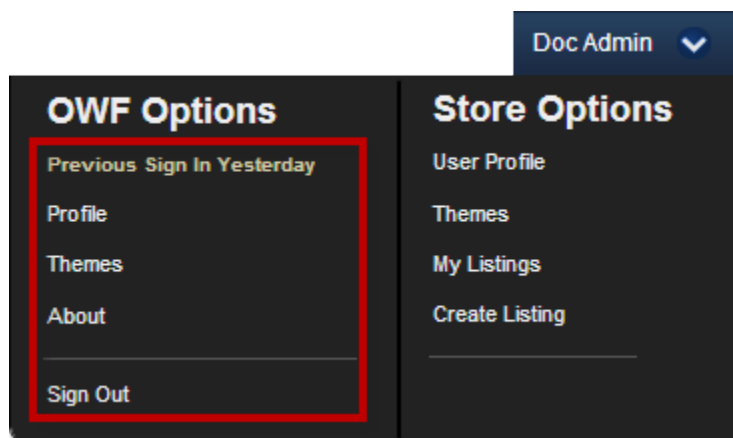 Doc Admin
OWF Options
Previous Sign In Yesterday
Profile
Themes
About
Sign Out
Store Options
User Profile
Themes
My Listings
Create Listing